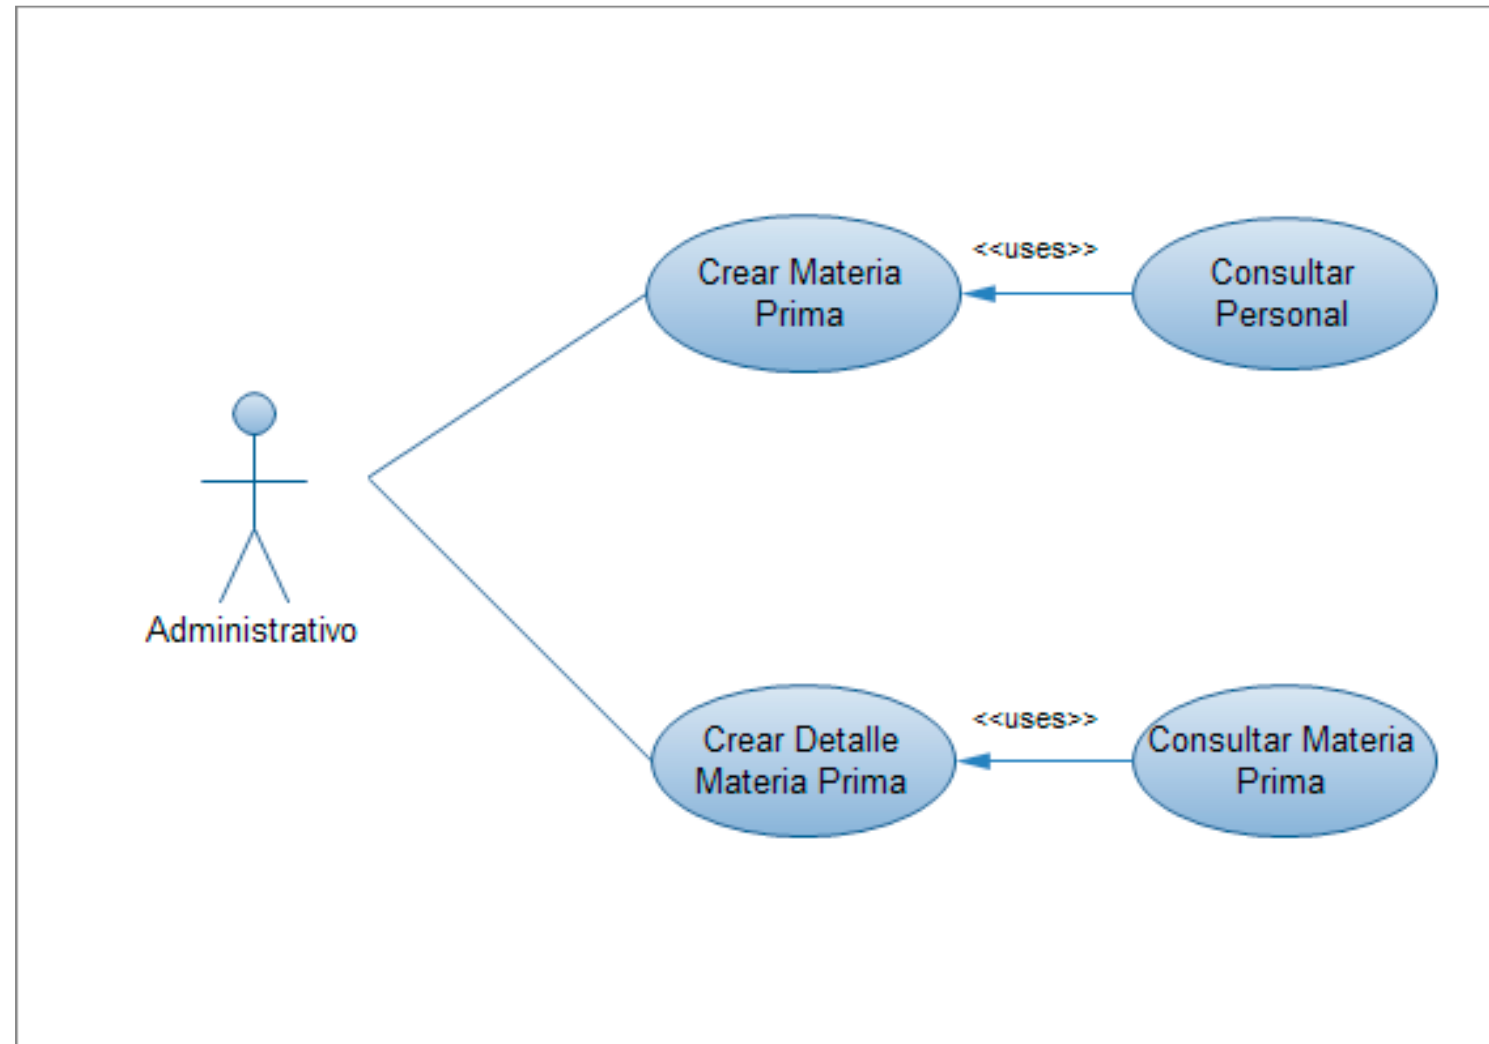 Crear Materia
Prima
<<uses>>
Consultar
Personal
Administrativo
Crear Detalle
Materia Prima
<<uses>>
Consultar Materia
Prima